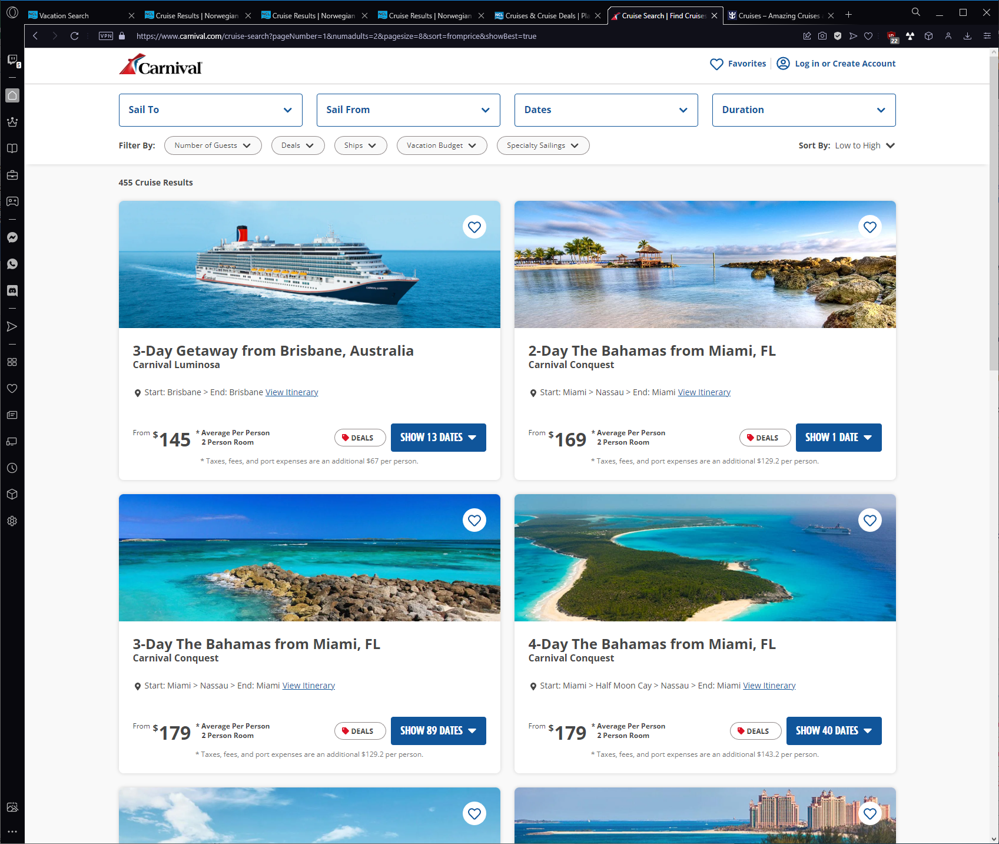 Vacation Search
Cruise Results | Norwegian
Cruise Results | Norwegian
Cruise Results | Norwegian
Cruises & Cruise Deals | Pla
Cruise Search | Find Cruises
Cruises – Amazing Cruises a
VPN
https://www.carnival.com/cruise-search?pageNumber=1&numadults=2&pagesize=8&sort=fromprice&showBest=true
22
5
Carnival
Favorites
Log in or Create Account
Sail To
Sail From
Dates
Duration
Filter By:
Number of Guests
Deals
Ships
Vacation Budget
Specialty Sailings
Sort By: Low to High
455 Cruise Results
3-Day Getaway from Brisbane, Australia
Carnival Luminosa
Start: Brisbane > End: Brisbane View Itinerary
From $145 * Average Per Person
2 Person Room
DEALS
SHOW 13 DATES
* Taxes, fees, and port expenses are an additional $67 per person.
2-Day The Bahamas from Miami, FL
Carnival Conquest
Start: Miami > Nassau > End: Miami View Itinerary
From $169 * Average Per Person
2 Person Room
DEALS
SHOW 1 DATE
* Taxes, fees, and port expenses are an additional $129.2 per person.
3-Day The Bahamas from Miami, FL
Carnival Conquest
Start: Miami > Nassau > End: Miami View Itinerary
From $179 * Average Per Person
2 Person Room
DEALS
SHOW 89 DATES
* Taxes, fees, and port expenses are an additional $129.2 per person.
4-Day The Bahamas from Miami, FL
Carnival Conquest
Start: Miami > Half Moon Cay > Nassau > End: Miami View Itinerary
From $179 * Average Per Person
2 Person Room
DEALS
SHOW 40 DATES
* Taxes, fees, and port expenses are an additional $143.2 per person.